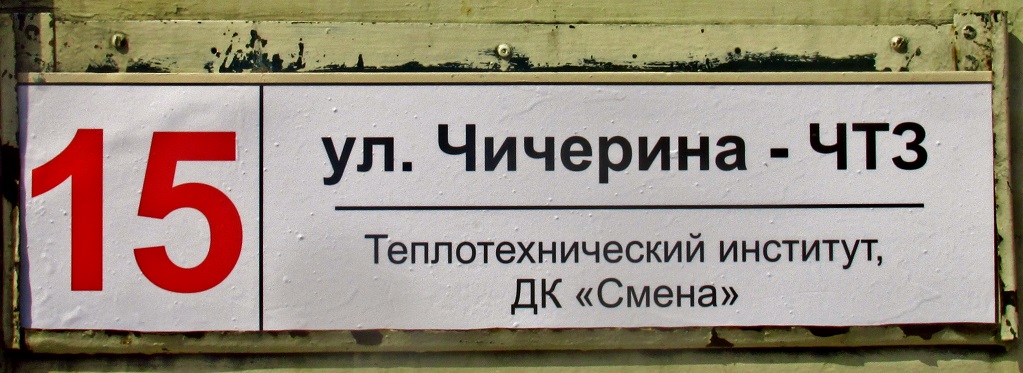 15
ул. Чичерина - ЧТЗ
Теплотехнический институт,
ДК «Смена»